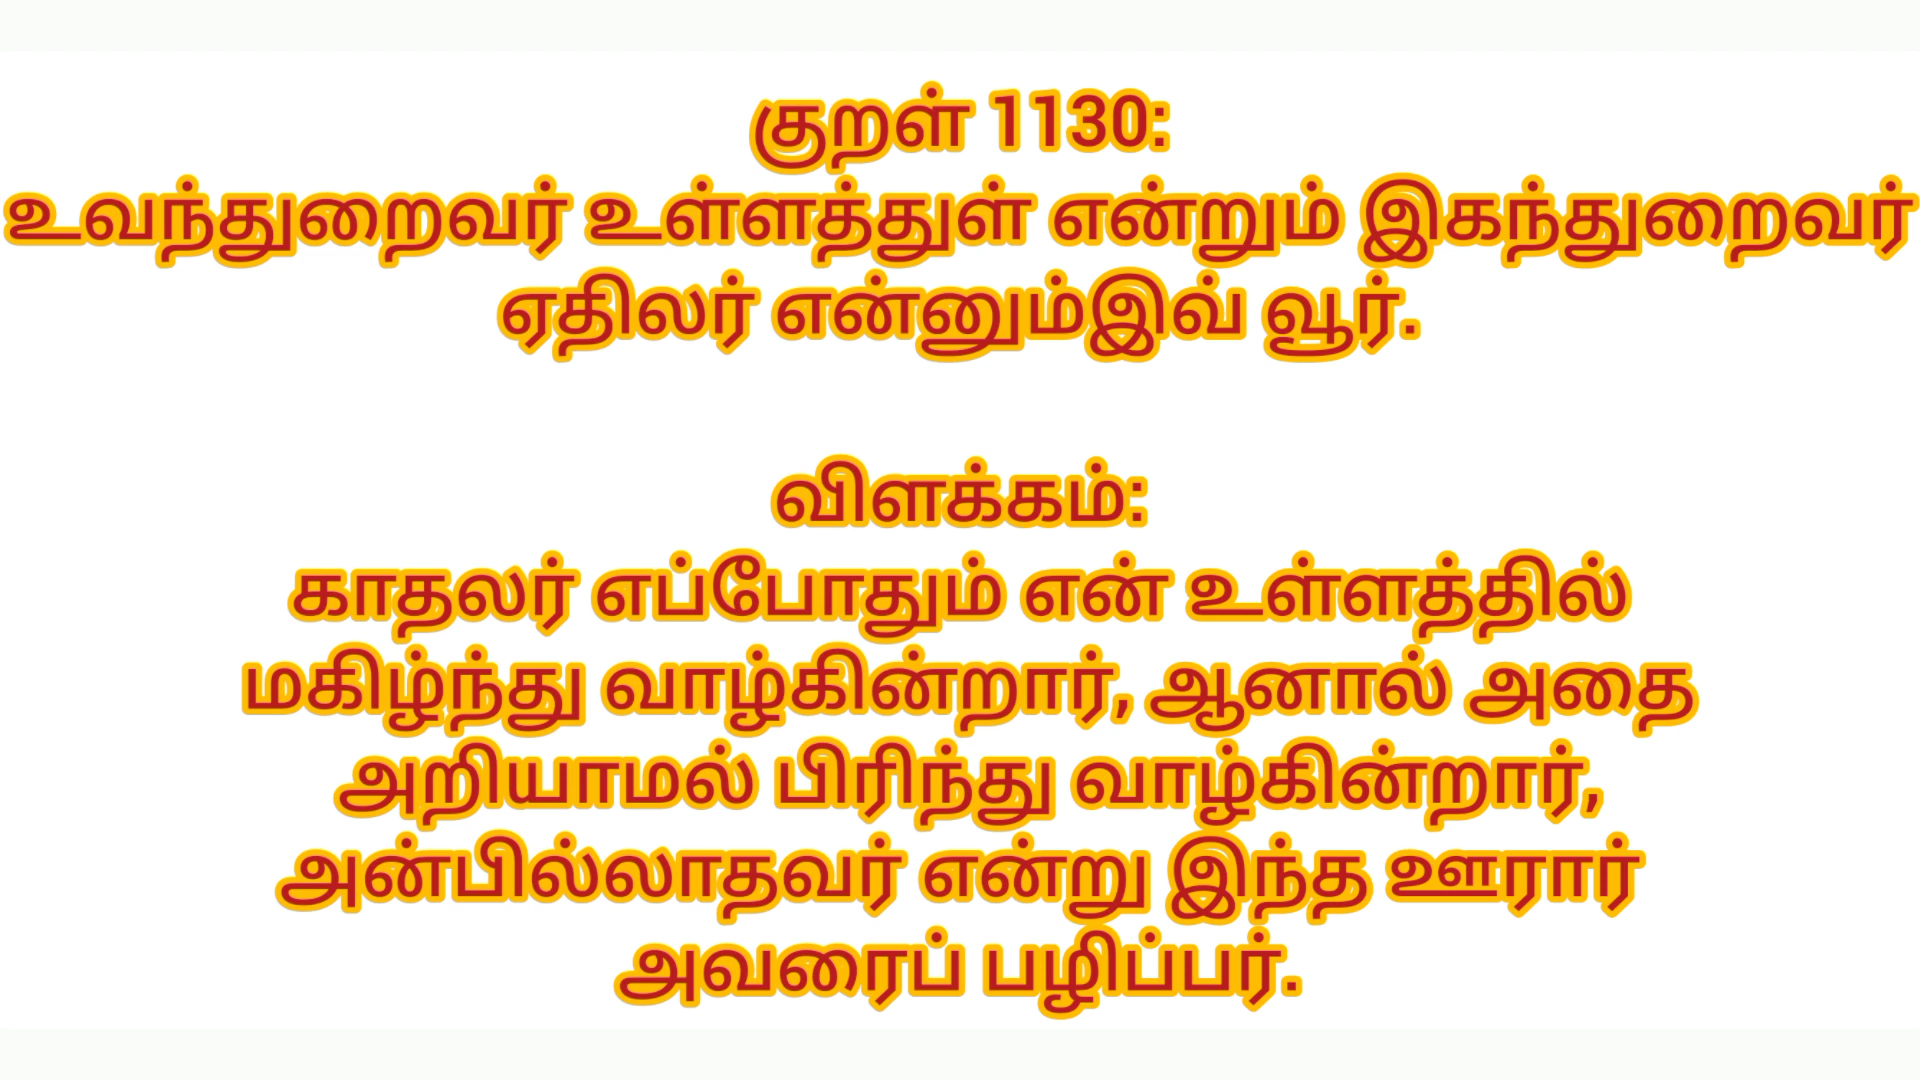 குறள் 1130:
உவந்துறைவர் உள்ளத்துள் என்றும் இகந்துறைவர்
ஏதிலர் என்னும்இவ் வூர்.
விளக்கம்:
காதலர் எப்போதும் என் உள்ளத்தில்
மகிழ்ந்து வாழ்கின்றார், ஆனால் அதை
அறியாமல் பிரிந்து வாழ்கின்றார்,
அன்பில்லாதவர் என்று இந்த ஊரார்
அவரைப் பழிப்பர்.